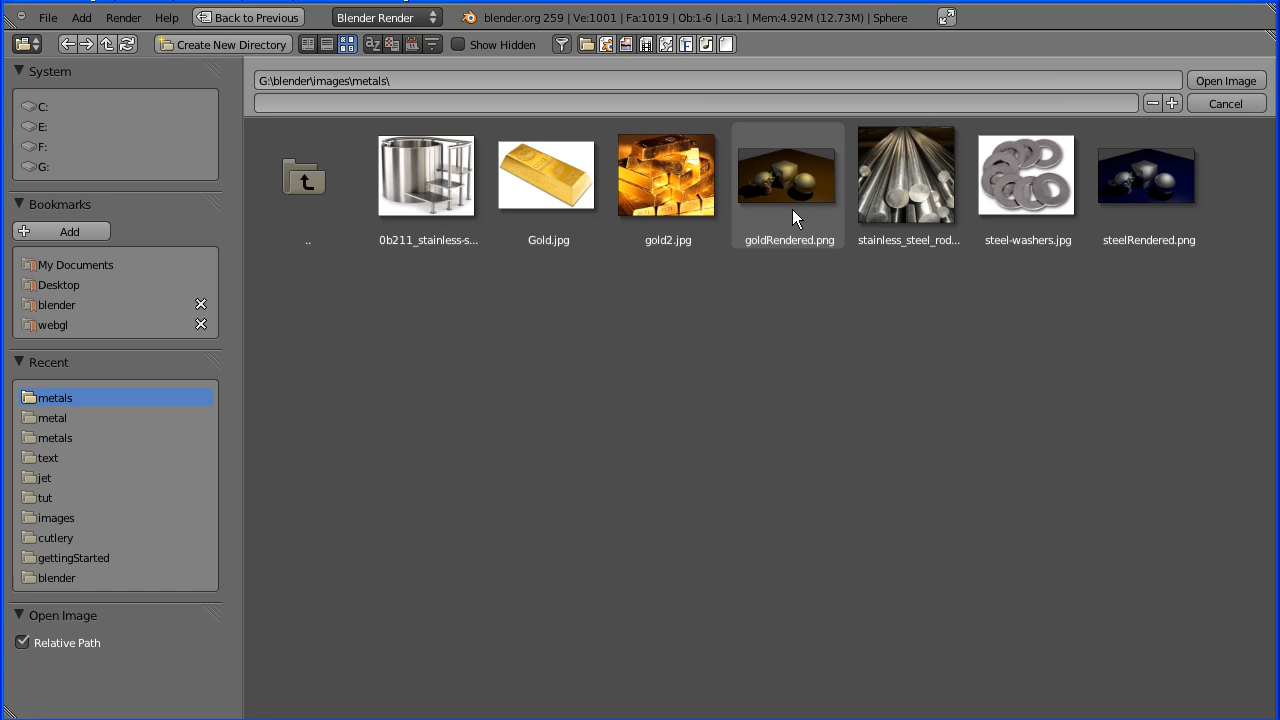 File Add Render Help Back to Previous Blender Render blender.org 259 | Ve:1001 | Fa:1019 | Ob:1-6 | La:1 | Mem:4.92M (12.73M) | Sphere
Create New Directory Show Hidden
System
C:
E:
F:
G:
Bookmarks
Add
My Documents
Desktop
blender
webgl
Recent
metals
metal
metals
text
jet
tut
images
cutlery
gettingStarted
blender
Open Image
Relative Path
G:\blender\images\metals\ Open Image
Cancel
.. 0b211_stainless-s... Gold.jpg gold2.jpg goldRendered.png stainless_steel_rod... steel-washers.jpg steelRendered.png